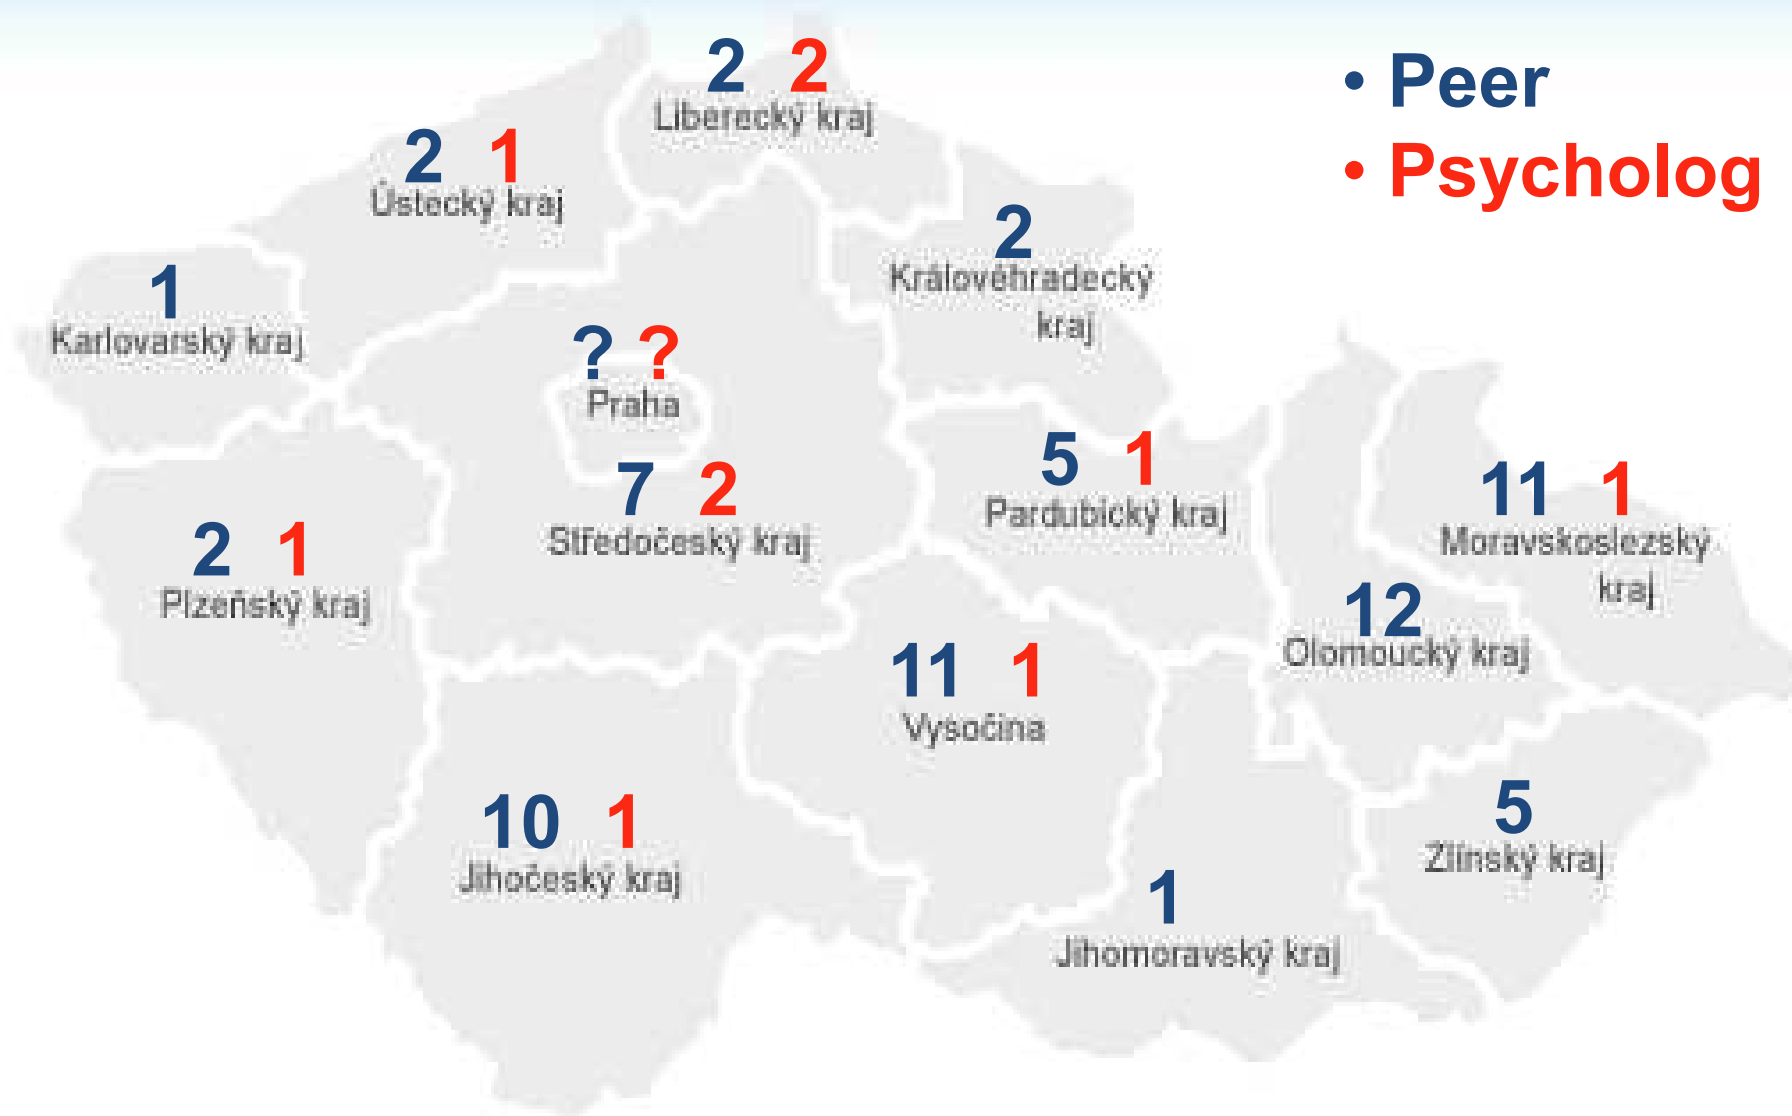 • Peer
• Psycholog
2 2
Liberecký kraj
2 1
Ústecký kraj
2
Královéhradecký
kraj
1
Karlovarský kraj
? ?
Praha
7 2
Středočeský kraj
5 1
Pardubický kraj
11 1
Moravskoslezský
kraj
2 1
Plzeňský kraj
12
Olomoucký kraj
11 1
Vysočina
10 1
Jihočeský kraj
5
Zlínský kraj
1
Jihomoravský kraj